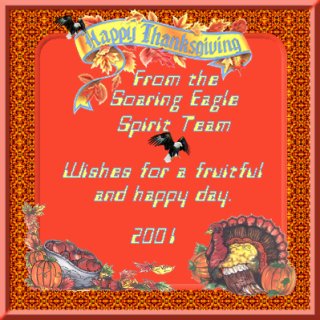 Happy Thanksgiving
From the
Soaring Eagle
Spirit Team
Wishes for a fruitful
and happy day.
2001